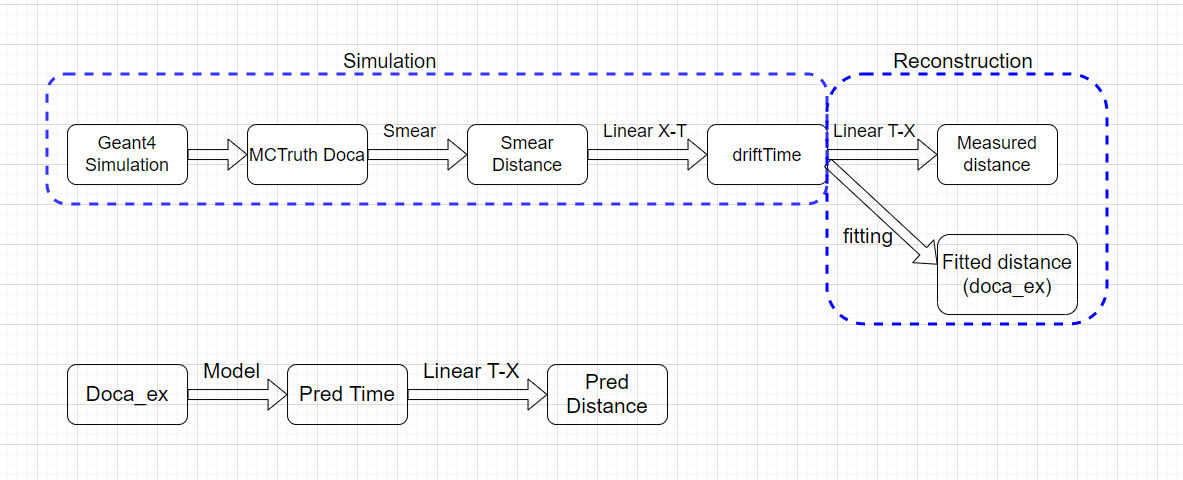 Simulation
Reconstruction
Geant4
Simulation
MCTruth Doca
Smear
Smear
Distance
Linear X-T
driftTime
Linear T-X
Measured
distance
fitting
Fitted distance
(doca_ex)
Doca_ex
Model
Pred Time
Linear T-X
Pred
Distance